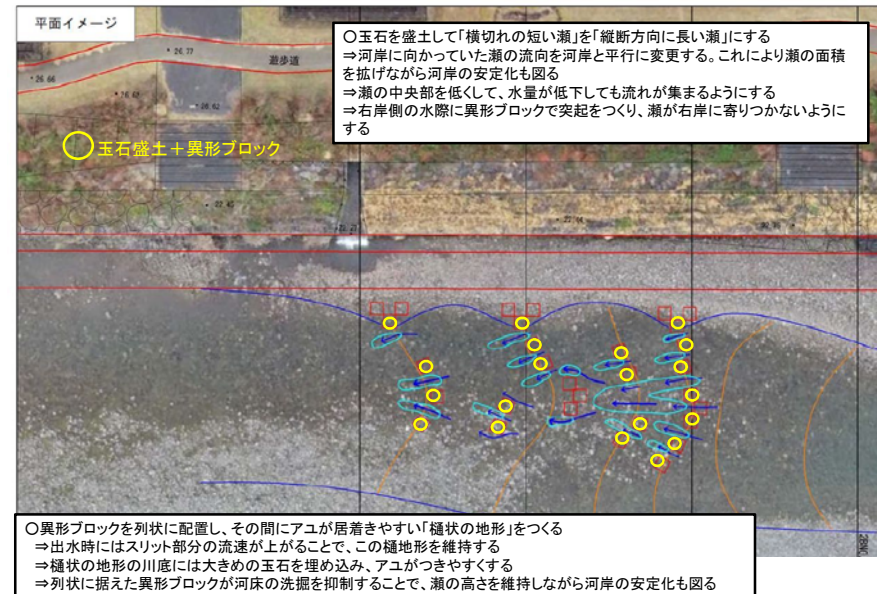 平面イメージ
○玉石を盛土して「横切れの短い瀬」を「縦断方向に長い瀬」にする
⇒河岸に向かっていた瀬の流向を河岸と平行に変更する。これにより瀬の面積
を拡げながら河岸の安定化も図る
⇒瀬の中央部を低くして、水量が低下しても流れが集まるようにする
⇒右岸側の水際に異形ブロックで突起をつくり、瀬が右岸に寄りつかないように
する
26.77
遊歩道
26.66
26.62
玉石盛土＋異形ブロック
○異形ブロックを列状に配置し、その間にアユが居着きやすい「樋状の地形」をつくる
⇒出水時にはスリット部分の流速が上がることで、この樋地形を維持する
⇒樋状の地形の川底には大きめの玉石を埋め込み、アユがつきやすくする
⇒列状に据えた異形ブロックが河床の洗掘を抑制することで、瀬の高さを維持しながら河岸の安定化も図る